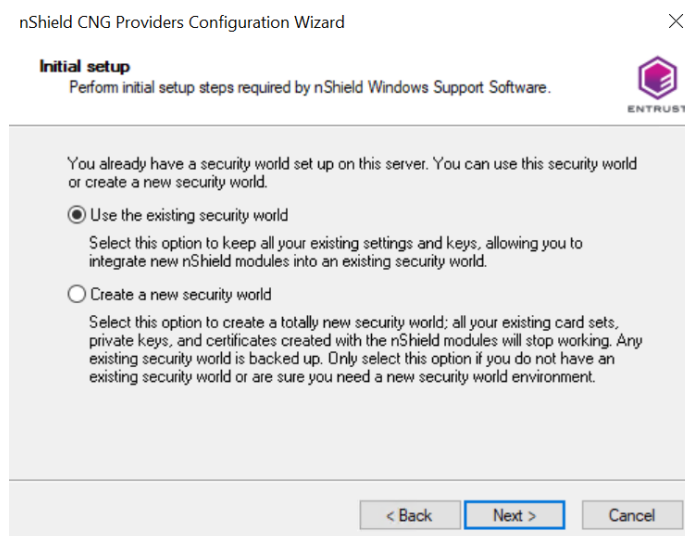 nShield CNG Providers Configuration Wizard
Initial setup
Perform initial setup steps required by nShield Windows Support Software.
ENTRUST
You already have a security world set up on this server. You can use this security world
or create a new security world.
Use the existing security world
Select this option to keep all your existing settings and keys, allowing you to
integrate new nShield modules into an existing security world.
Create a new security world
Select this option to create a totally new security world; all your existing card sets,
private keys, and certificates created with the nShield modules will stop working. Any
existing security world is backed up. Only select this option if you do not have an
existing security world or are sure you need a new security world environment.
< Back
Next >
Cancel